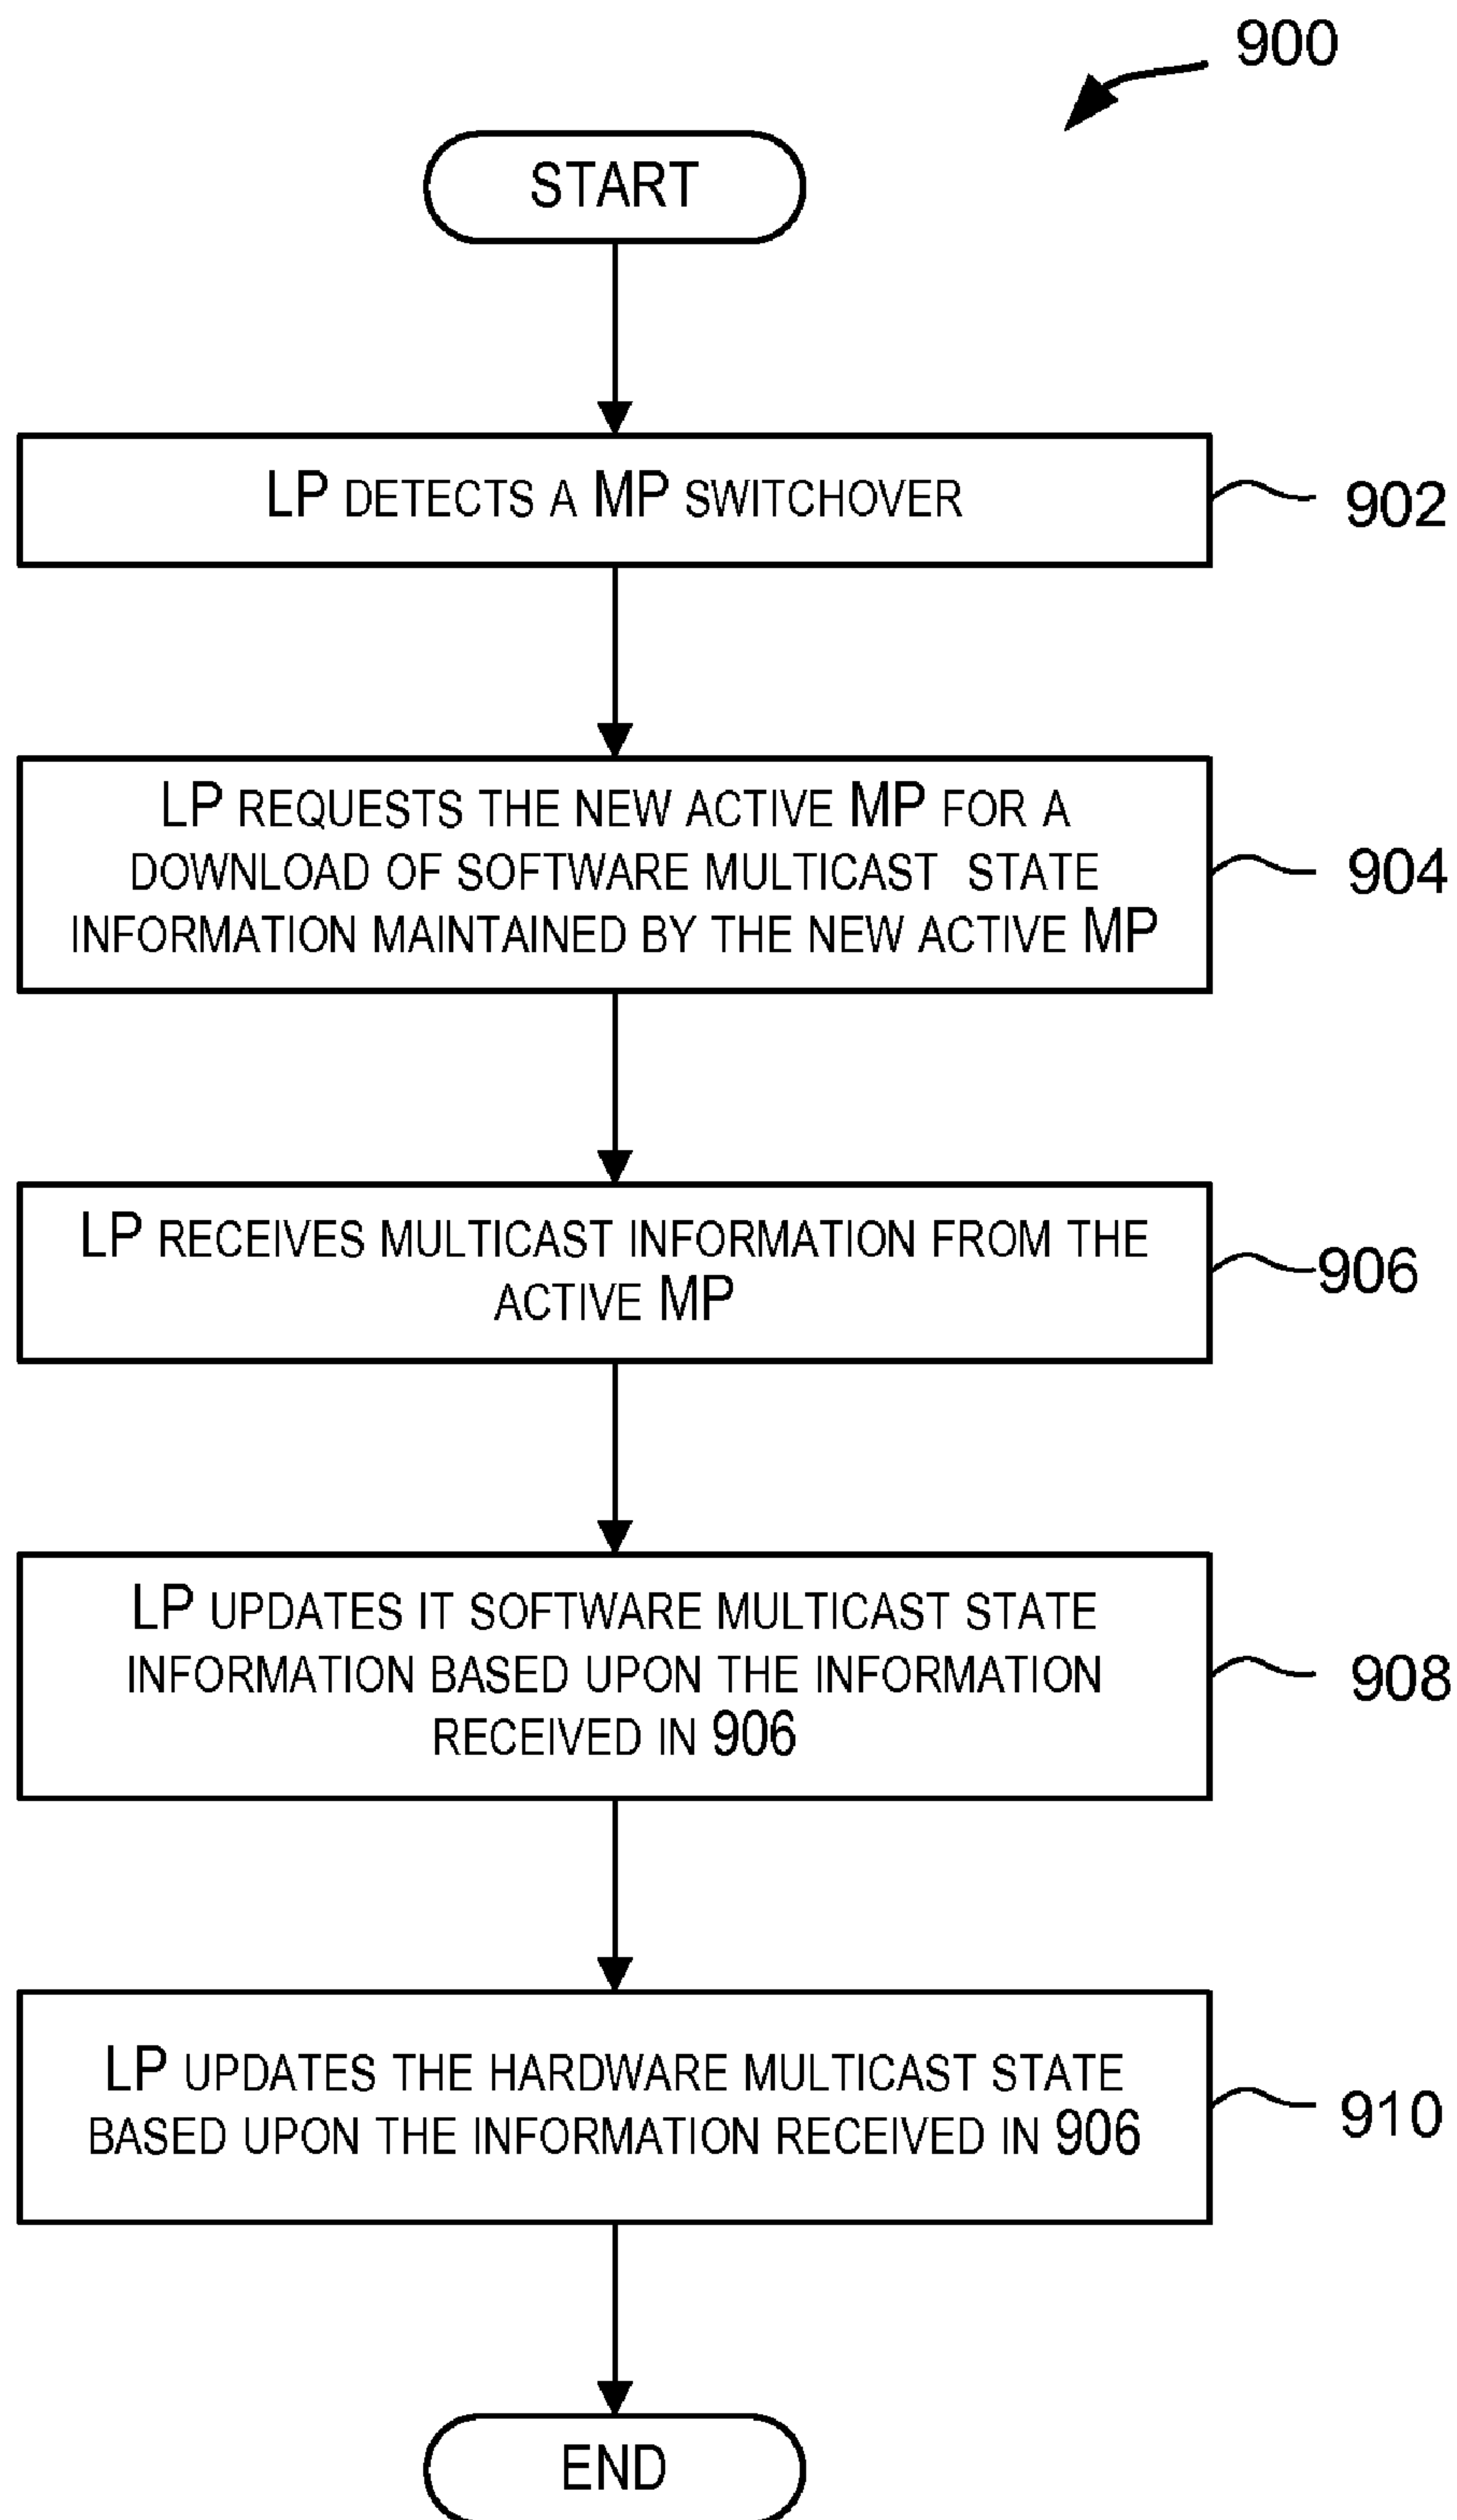 900
START
LP DETECTS A MP SWITCHOVER
902
LP REQUESTS THE NEW ACTIVE MP FOR A
DOWNLOAD OF SOFTWARE MULTICAST STATE
INFORMATION MAINTAINED BY THE NEW ACTIVE MP
904
LP RECEIVES MULTICAST INFORMATION FROM THE
ACTIVE MP
906
LP UPDATES IT SOFTWARE MULTICAST STATE
INFORMATION BASED UPON THE INFORMATION
RECEIVED IN 906
908
LP UPDATES THE HARDWARE MULTICAST STATE
BASED UPON THE INFORMATION RECEIVED IN 906
910
END